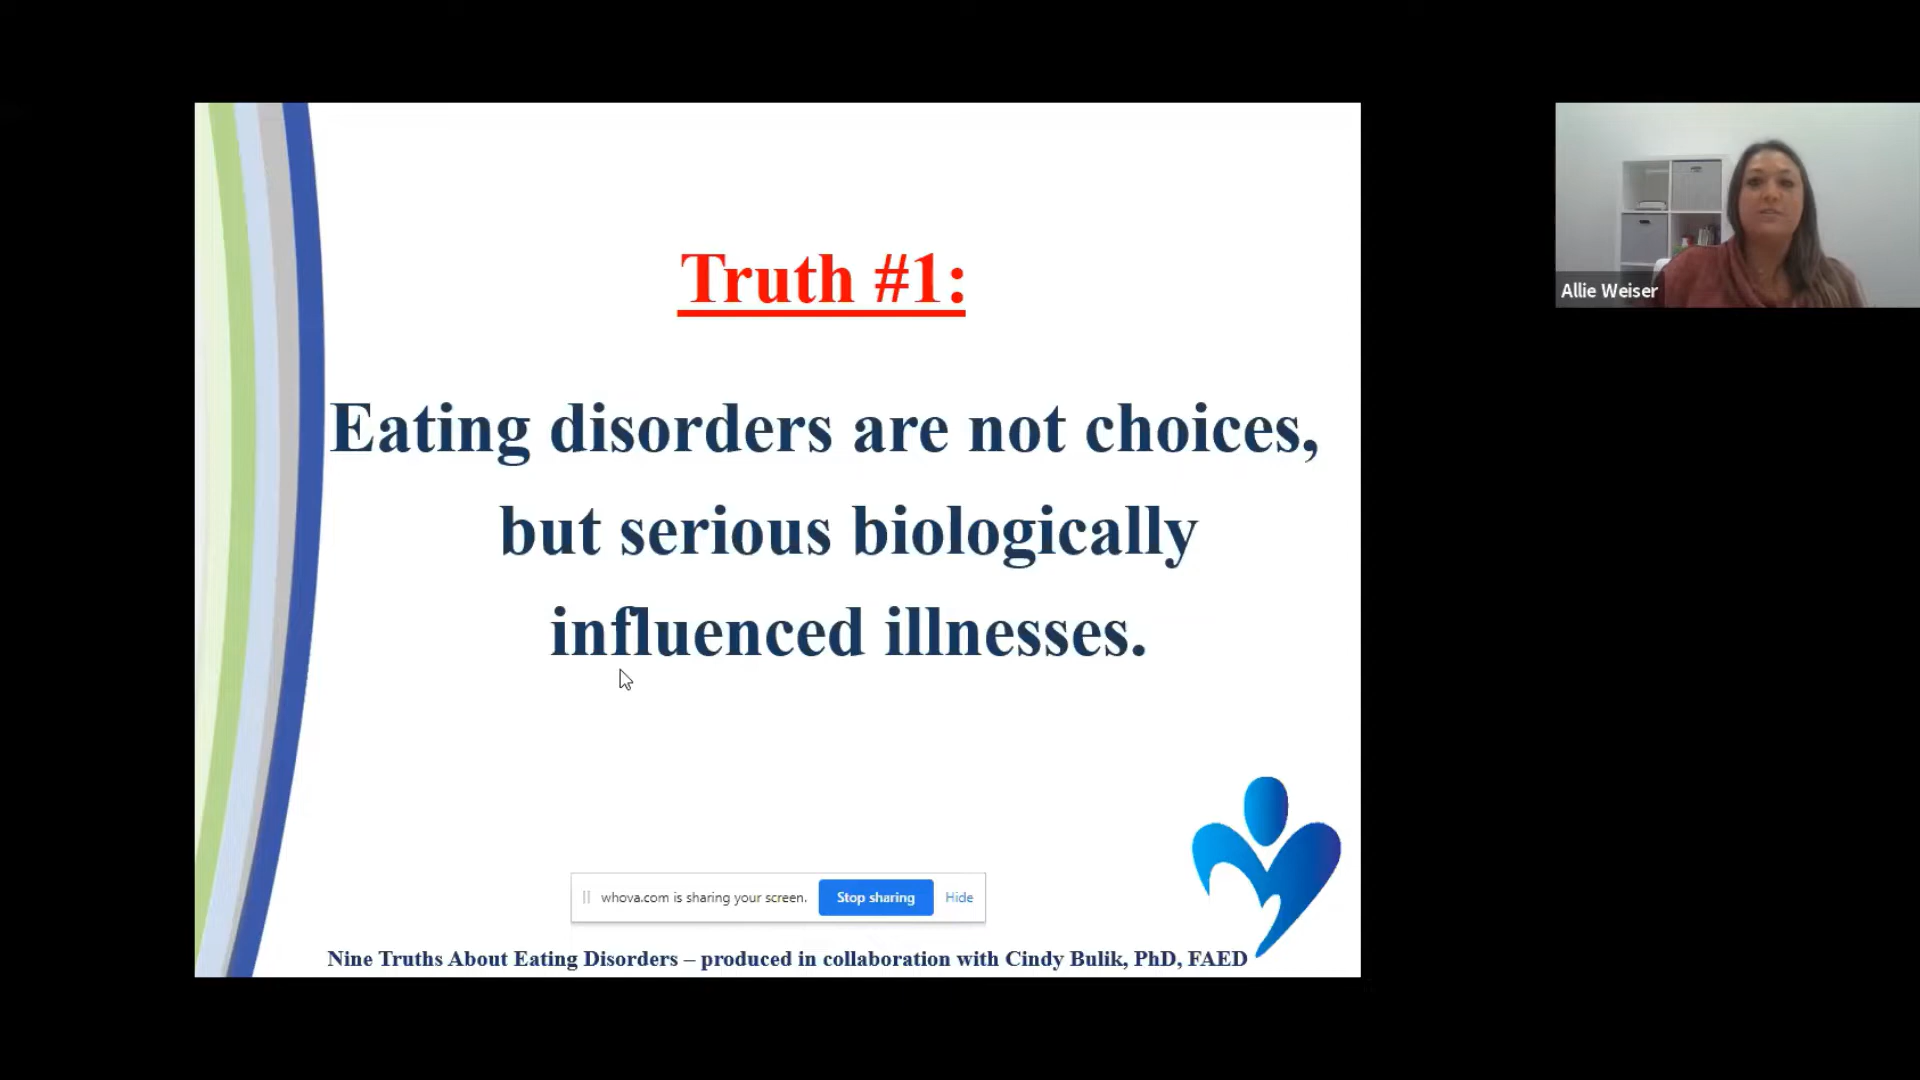 Truth #1:
Eating disorders are not choices,
but serious biologically
influenced illnesses.
whova.com is sharing your screen. Stop sharing Hide
Nine Truths About Eating Disorders – produced in collaboration with Cindy Bulik, PhD, FAED
Allie Weiser